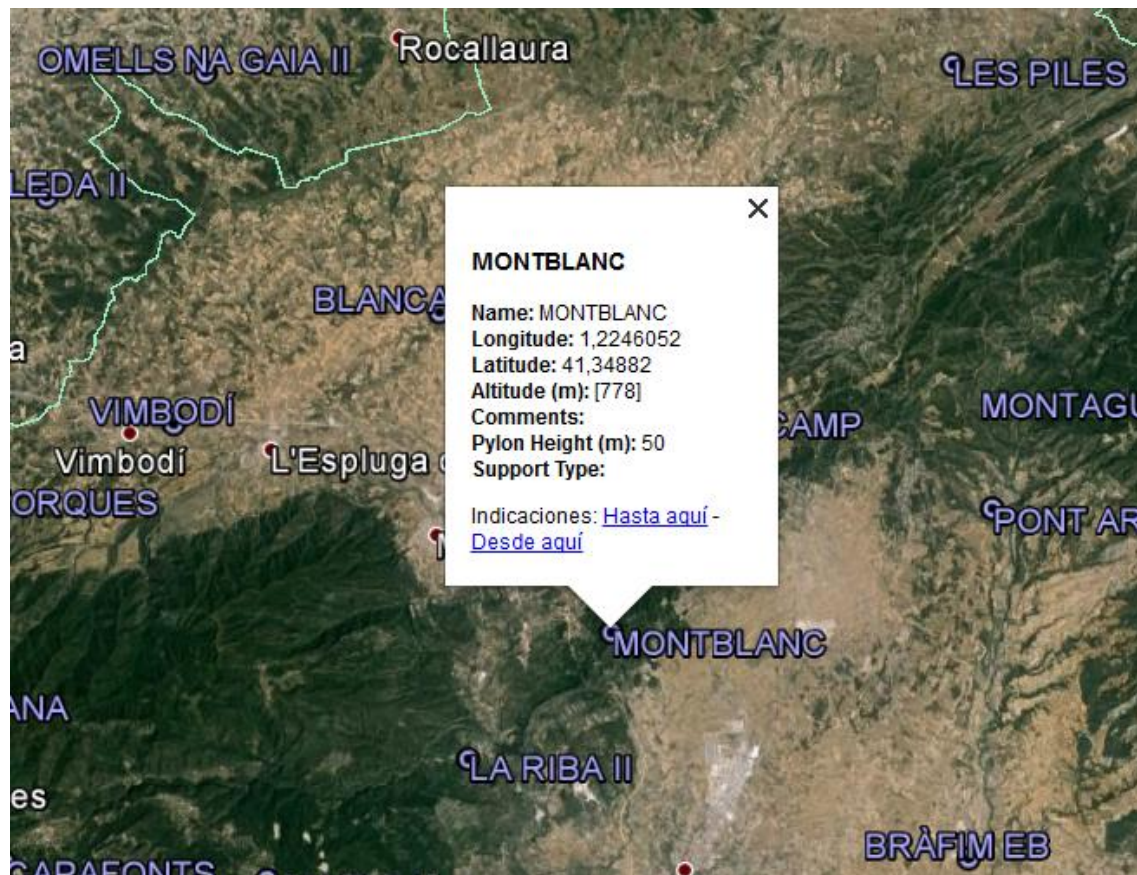 OMELLS NA GAIA II
Rocallaura
LES PILES
LEDA II
MONTBLANC
Name: MONTBLANC
Longitude: 1,2246052
Latitude: 41,34882
Altitude (m): [778]
Comments:
Pylon Height (m): 50
Support Type:
Indicaciones: Hasta aquí -
Desde aquí
BLANCA
a
VIMBODÍ
CAMP
MONTAGU
Vimbodí
L'Espluga
ORQUES
PONT AR
MONTBLANC
ANA
LA RIBA II
es
BRÀFIM EB
CARAFONTS